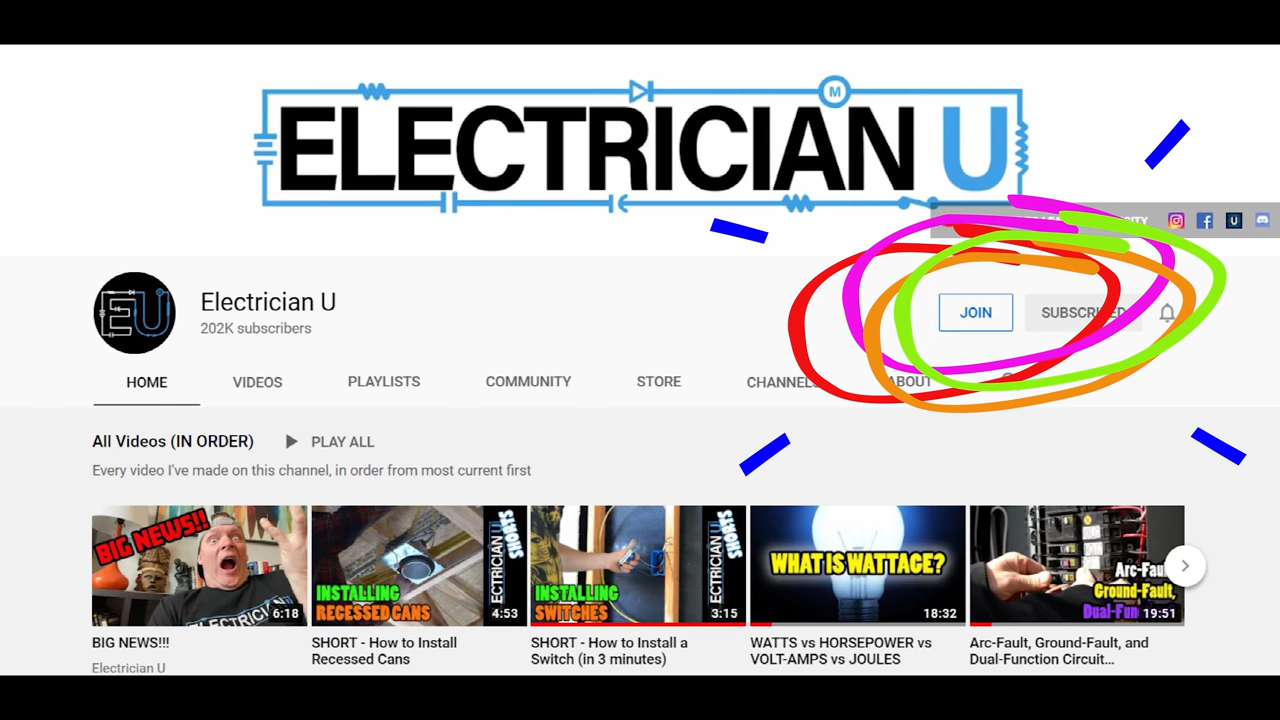 M
ELECTRICIAN U
U
EU
Electrician U
202K subscribers
JOIN
SUBSCRIBED
HOME
VIDEOS
PLAYLISTS
COMMUNITY
STORE
CHANNELS
ABOUT
All Videos (IN ORDER)
PLAY ALL
Every video I've made on this channel, in order from most current first
BIG NEWS!!
ELECTRICIAN
6:18
BIG NEWS!!!
Electrician U
INSTALLING
RECESSED CANS
ELECTRICIAN U
SHORTS
4:53
SHORT - How to Install
Recessed Cans
INSTALLING
SWITCHES
ELECTRICIAN U
SHORTS
3:15
SHORT - How to Install a
Switch (in 3 minutes)
WHAT IS WATTAGE?
18:32
WATTS vs HORSEPOWER vs
VOLT-AMPS vs JOULES
Arc-Fau
Ground-Fault,
Dual-Fun
19:51
Arc-Fault, Ground-Fault, and
Dual-Function Circuit...